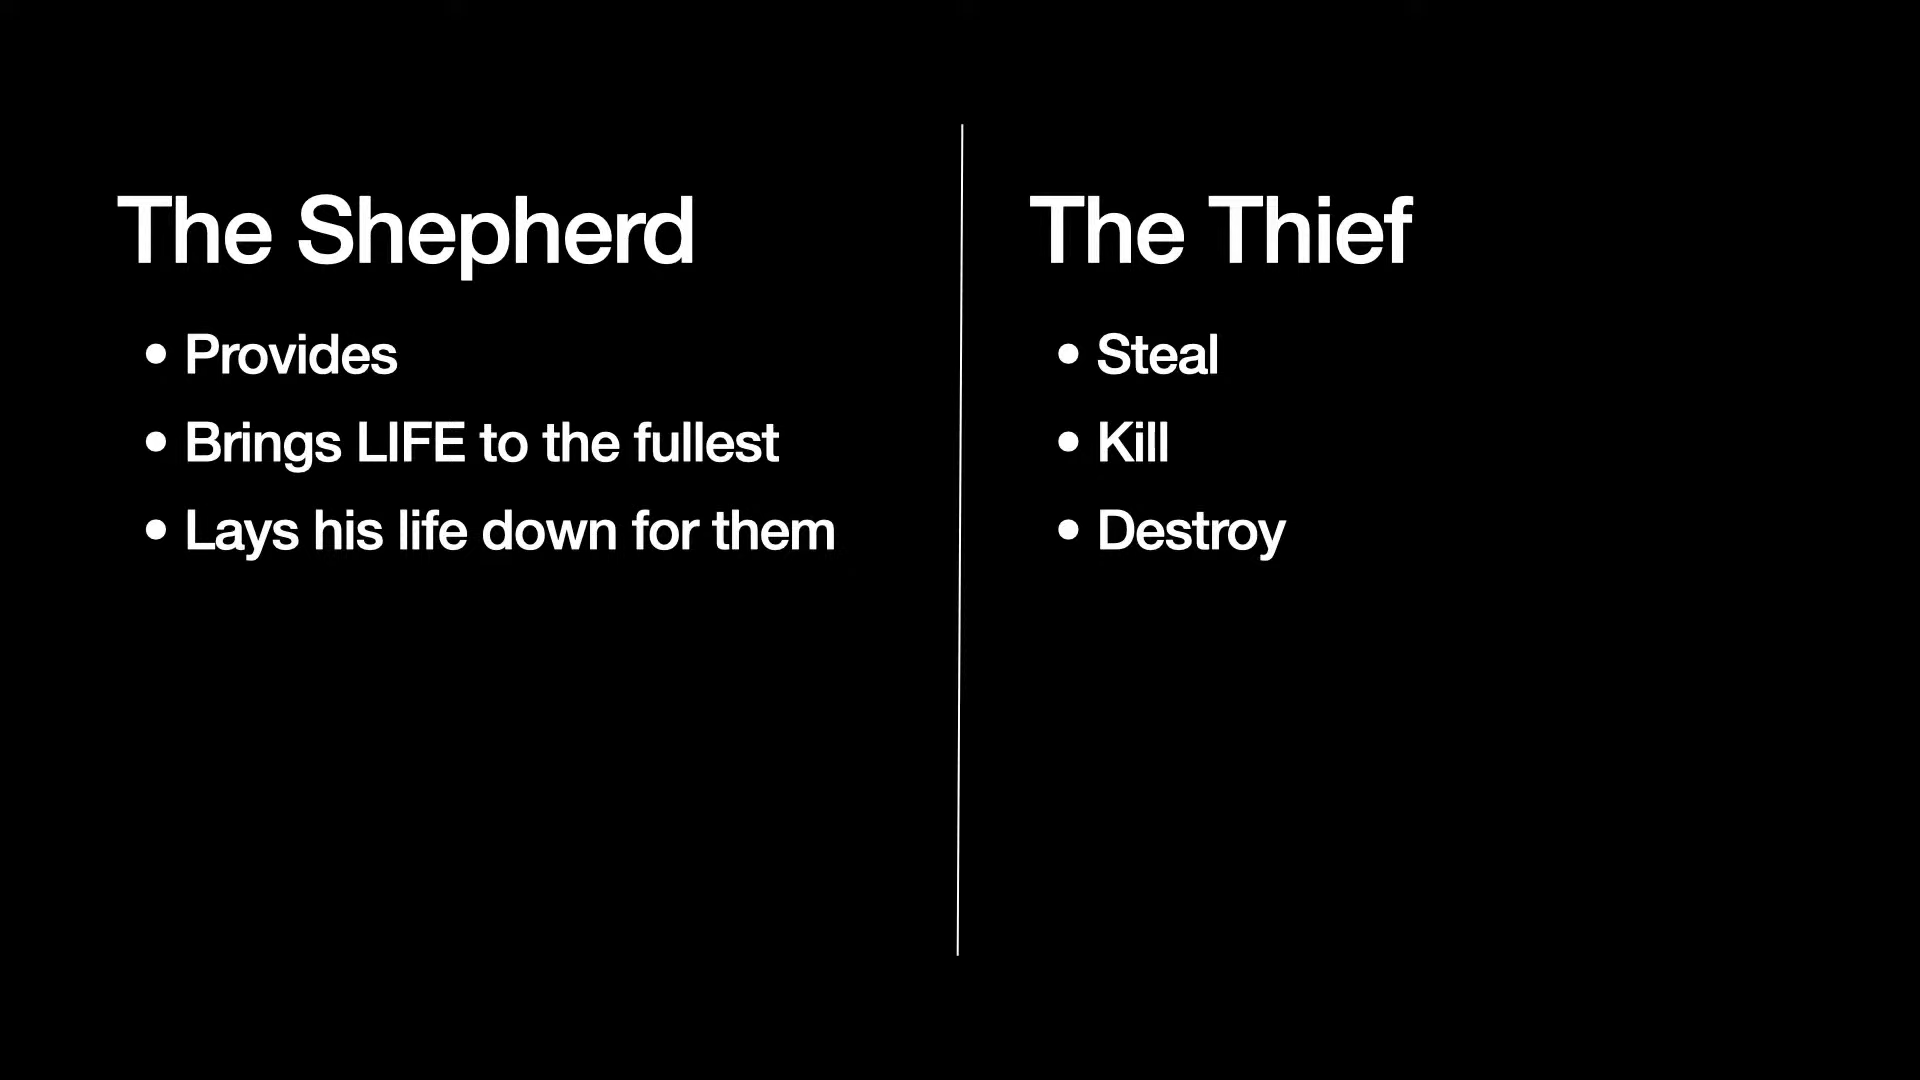 The Shepherd
• Provides
• Brings LIFE to the fullest
• Lays his life down for them
The Thief
• Steal
• Kill
• Destroy